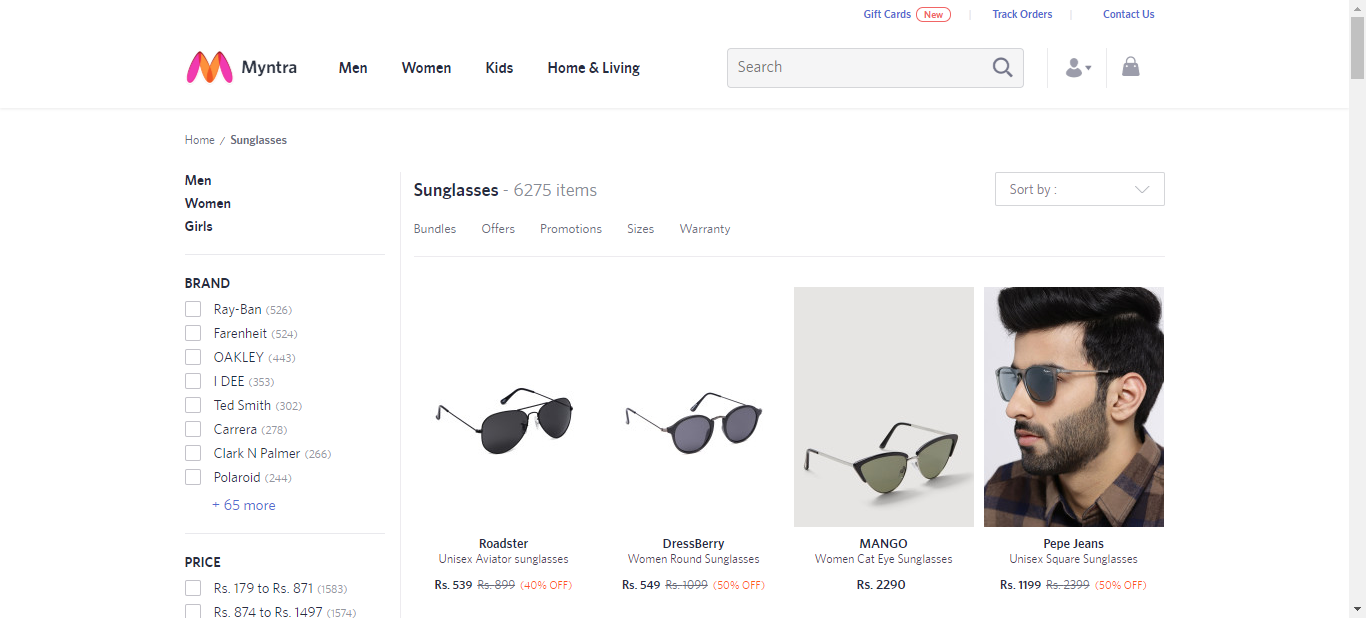 Gift Cards New Track Orders Contact Us
Myntra Men Women Kids Home & Living Search
Home / Sunglasses
Men
Women
Girls
BRAND
Ray-Ban (526)
Farenheit (524)
OAKLEY (443)
I DEE (353)
Ted Smith (302)
Carrera (278)
Clark N Palmer (266)
Polaroid (244)
+ 65 more
PRICE
Rs. 179 to Rs. 871 (1583)
Rs. 874 to Rs. 1497 (1574)
Sunglasses - 6275 items
Sort by :
Bundles Offers Promotions Sizes Warranty
Roadster
Unisex Aviator sunglasses
Rs. 539 Rs. 899 (40% OFF)
DressBerry
Women Round Sunglasses
Rs. 549 Rs. 1099 (50% OFF)
MANGO
Women Cat Eye Sunglasses
Rs. 2290
Pepe Jeans
Unisex Square Sunglasses
Rs. 1199 Rs. 2399 (50% OFF)